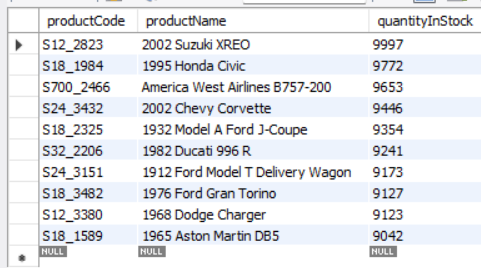 productCode productName quantityInStock
S12_2823 2002 Suzuki XREO 9997
S18_1984 1995 Honda Civic 9772
S700_2466 America West Airlines B757-200 9653
S24_3432 2002 Chevy Corvette 9446
S18_2325 1932 Model A Ford J-Coupe 9354
S32_2206 1982 Ducati 996 R 9241
S24_3151 1912 Ford Model T Delivery Wagon 9173
S18_3482 1976 Ford Gran Torino 9127
S12_3380 1968 Dodge Charger 9123
S18_1589 1965 Aston Martin DB5 9042
NULL NULL NULL